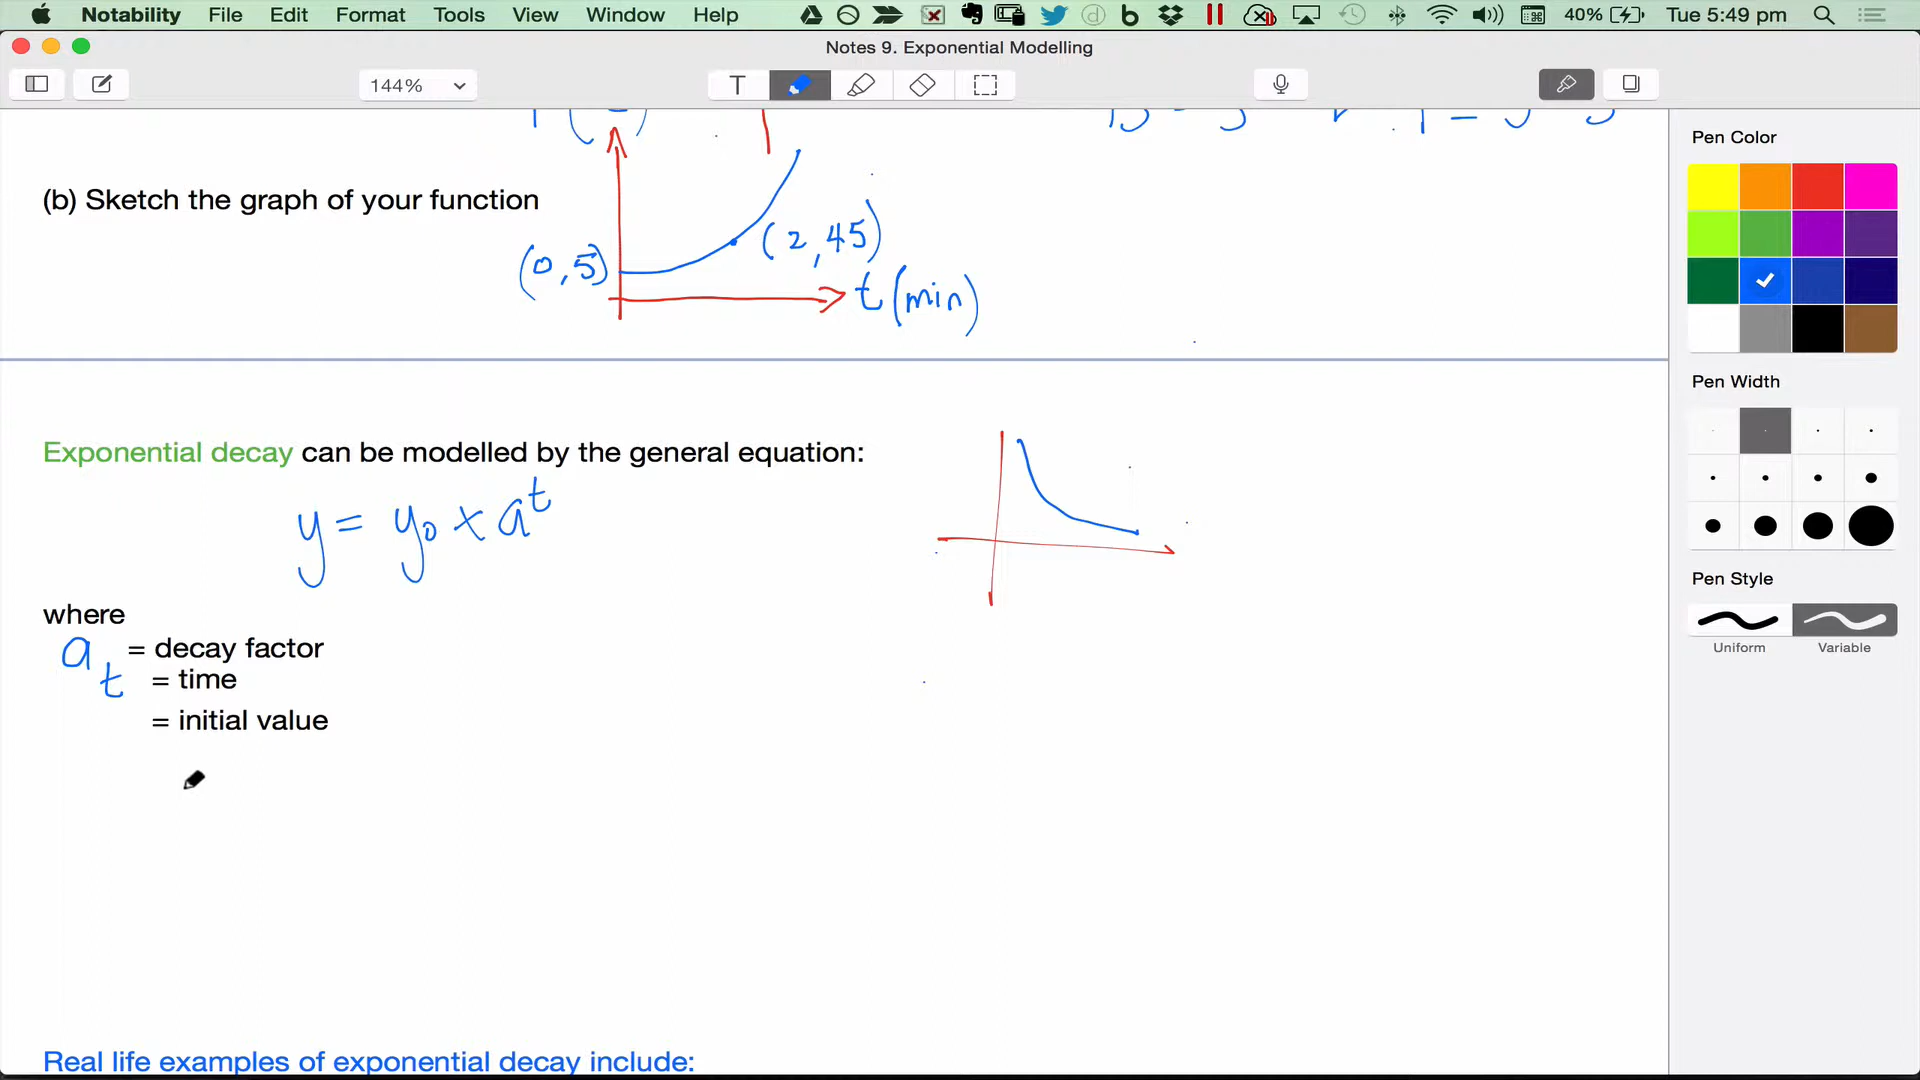 Notability File Edit Format Tools View Window Help 40% Tue 5:49 pm
Notes 9. Exponential Modelling
144% T
Pen Color
(b) Sketch the graph of your function
(2, 45)
(0, 5)
t (min)
Pen Width
Exponential decay can be modelled by the general equation:
y = y₀ × a^t
Pen Style
Uniform Variable
where
a = decay factor
t = time
= initial value
Real life examples of exponential decay include: